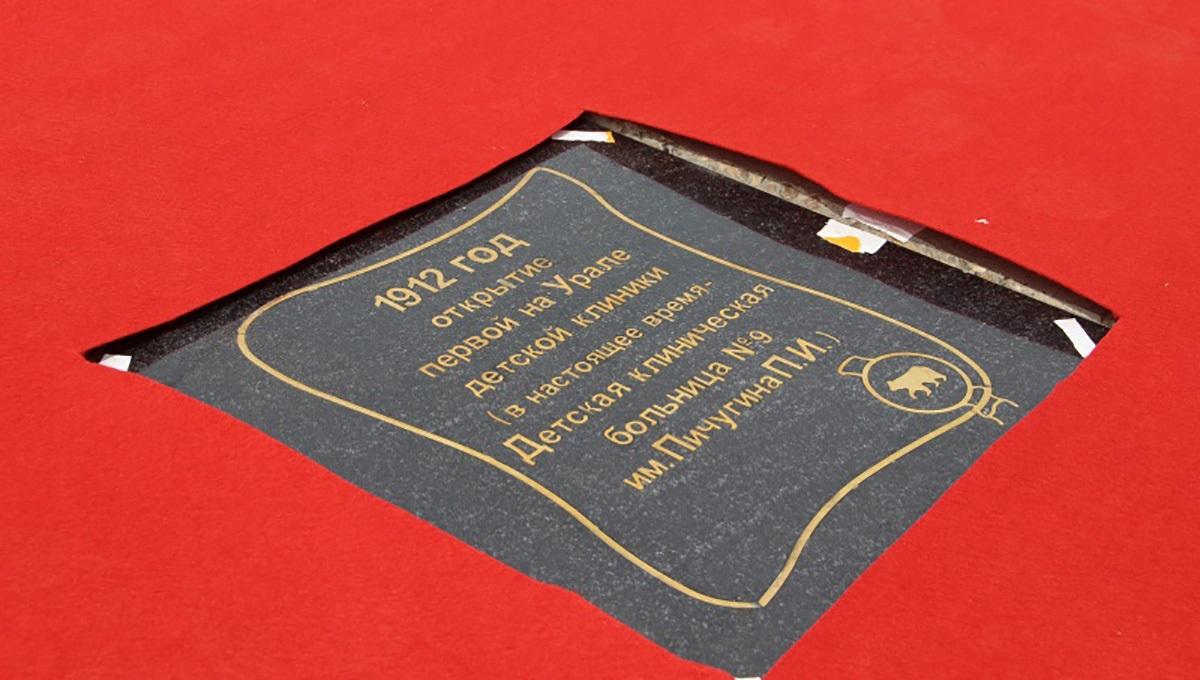 1912 год
открытие
первой на Урале
детской клиники
(в настоящее время-
Детская клиническая
больница №9
им.Пичугина П.И.)